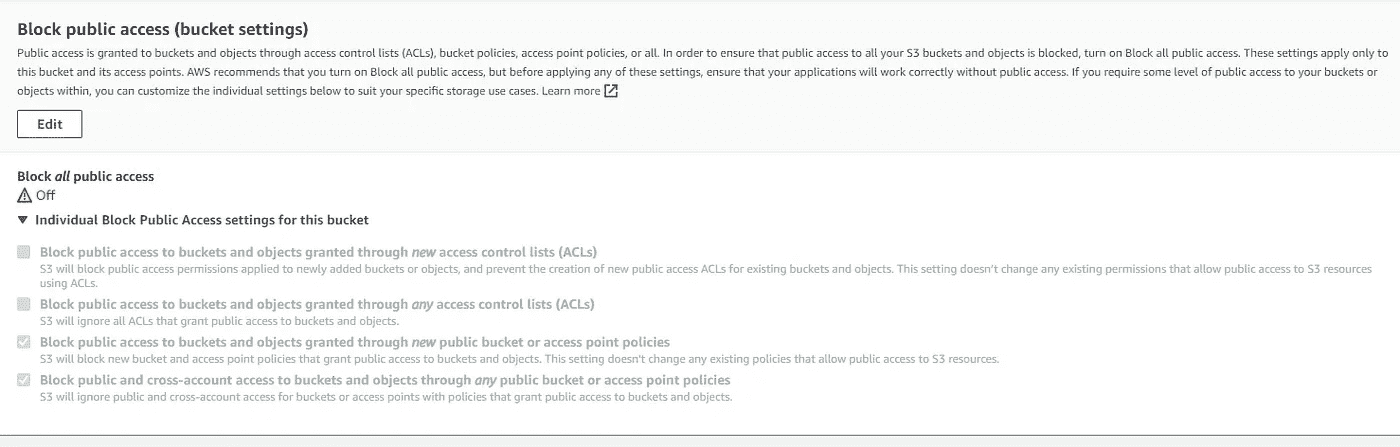 Block public access (bucket settings)
Public access is granted to buckets and objects through access control lists (ACLs), bucket policies, access point policies, or all. In order to ensure that public access to all your S3 buckets and objects is blocked, turn on Block all public access. These settings apply only to
this bucket and its access points. AWS recommends that you turn on Block all public access, but before applying any of these settings, ensure that your applications will work correctly without public access. If you require some level of public access to your buckets or
objects within, you can customize the individual settings below to suit your specific storage use cases. Learn more
Edit
Block all public access
Off
Individual Block Public Access settings for this bucket
Block public access to buckets and objects granted through new access control lists (ACLs)
S3 will block public access permissions applied to newly added buckets or objects, and prevent the creation of new public access ACLs for existing buckets and objects. This setting doesn't change any existing permissions that allow public access to S3 resources
using ACLs.
Block public access to buckets and objects granted through any access control lists (ACLs)
S3 will ignore all ACLs that grant public access to buckets and objects.
Block public access to buckets and objects granted through new public bucket or access point policies
S3 will block new bucket and access point policies that grant public access to buckets and objects. This setting doesn't change any existing policies that allow public access to S3 resources.
Block public and cross-account access to buckets and objects through any public bucket or access point policies
S3 will ignore public and cross-account access for buckets or access points with policies that grant public access to buckets and objects.